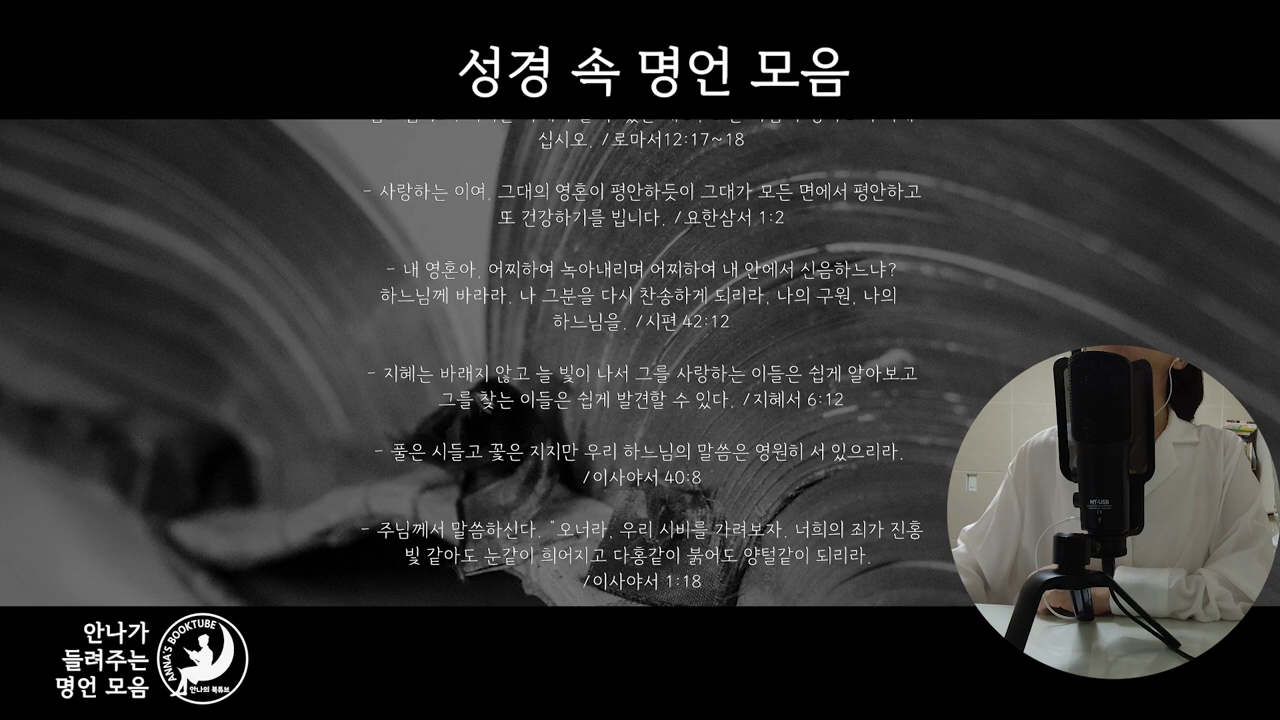 성경 속 명언 모음
십시오. /로마서12:17~18
- 사랑하는 이여, 그대의 영혼이 평안하듯이 그대가 모든 면에서 평안하고
또 건강하기를 빕니다. /요한삼서 1:2
- 내 영혼아, 어찌하여 녹아내리며 어찌하여 내 안에서 신음하느냐?
하느님께 바라라. 나 그분을 다시 찬송하게 되리라, 나의 구원, 나의
하느님을. /시편 42:12
- 지혜는 바래지 않고 늘 빛이 나서 그를 사랑하는 이들은 쉽게 알아보고
그를 찾는 이들은 쉽게 발견할 수 있다. /지혜서 6:12
- 풀은 시들고 꽃은 지지만 우리 하느님의 말씀은 영원히 서 있으리라.
/이사야서 40:8
- 주님께서 말씀하신다. "오너라, 우리 시비를 가려보자. 너희의 죄가 진홍
빛 같아도 눈같이 희어지고 다홍같이 붉어도 양털같이 되리라.
/이사야서 1:18
NT-USB
안나가
들려주는
명언 모음
ANNA'S BOOKTUBE
안나의 북튜브